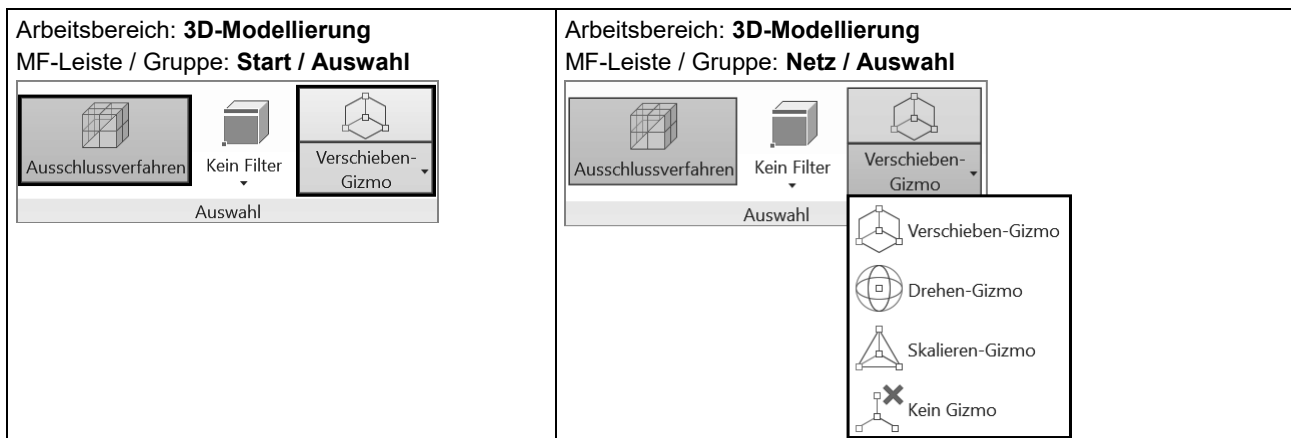 Arbeitsbereich: 3D-Modellierung
MF-Leiste / Gruppe: Start / Auswahl
Ausschlussverfahren
Kein Filter
Verschieben-
Gizmo
Auswahl
Arbeitsbereich: 3D-Modellierung
MF-Leiste / Gruppe: Netz / Auswahl
Ausschlussverfahren
Kein Filter
Verschieben-
Gizmo
Auswahl
Verschieben-Gizmo
Drehen-Gizmo
Skalieren-Gizmo
Kein Gizmo